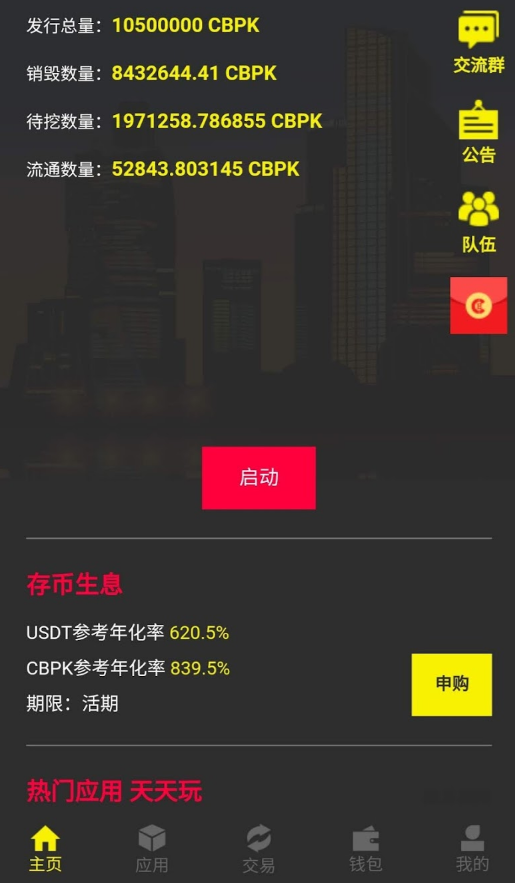 发行总量：10500000 CBPK
销毁数量：8432644.41 CBPK
待挖数量：1971258.786855 CBPK
流通数量：52843.803145 CBPK
交流群
公告
队伍
启动
存币生息
USDT参考年化率 620.5%
CBPK参考年化率 839.5%
期限：活期
申购
热门应用 天天玩
主页
应用
交易
钱包
我的